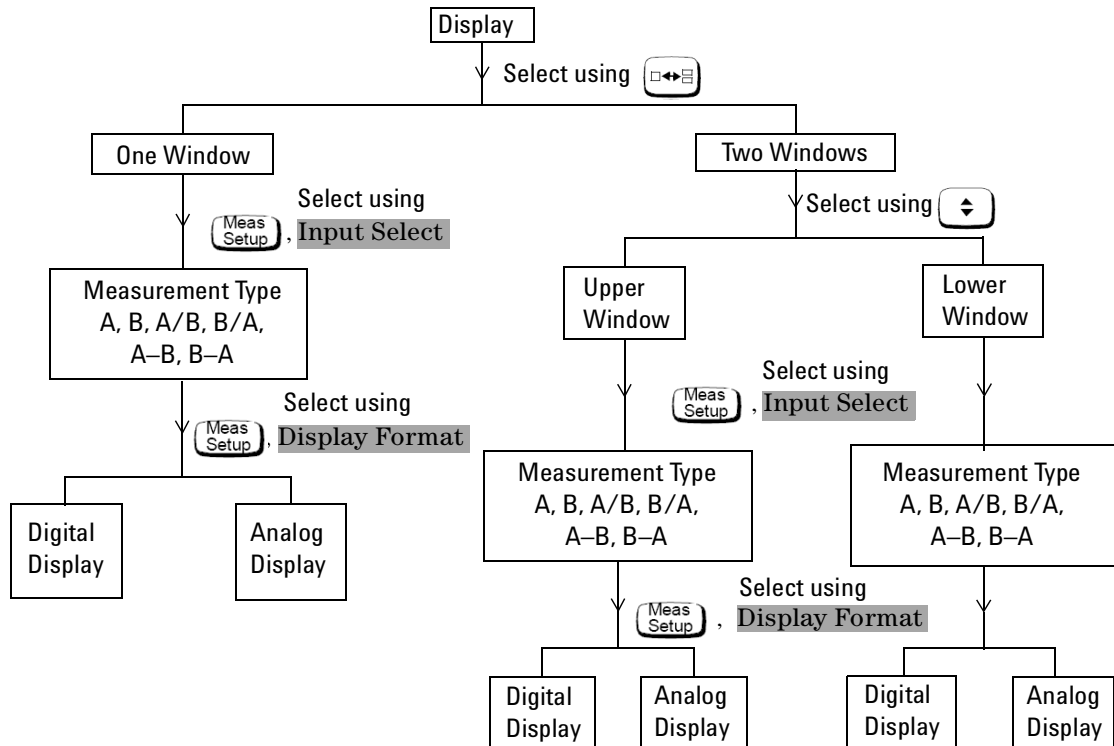 Display
Select using
One Window
Two Windows
Select using
Meas
Setup
, Input Select
Select using
Measurement Type
A, B, A/B, B/A,
A–B, B–A
Upper
Window
Lower
Window
Select using
Meas
Setup
, Display Format
Select using
Meas
Setup
, Input Select
Digital
Display
Analog
Display
Measurement Type
A, B, A/B, B/A,
A–B, B–A
Measurement Type
A, B, A/B, B/A,
A–B, B–A
Select using
Meas
Setup
, Display Format
Digital
Display
Analog
Display
Digital
Display
Analog
Display